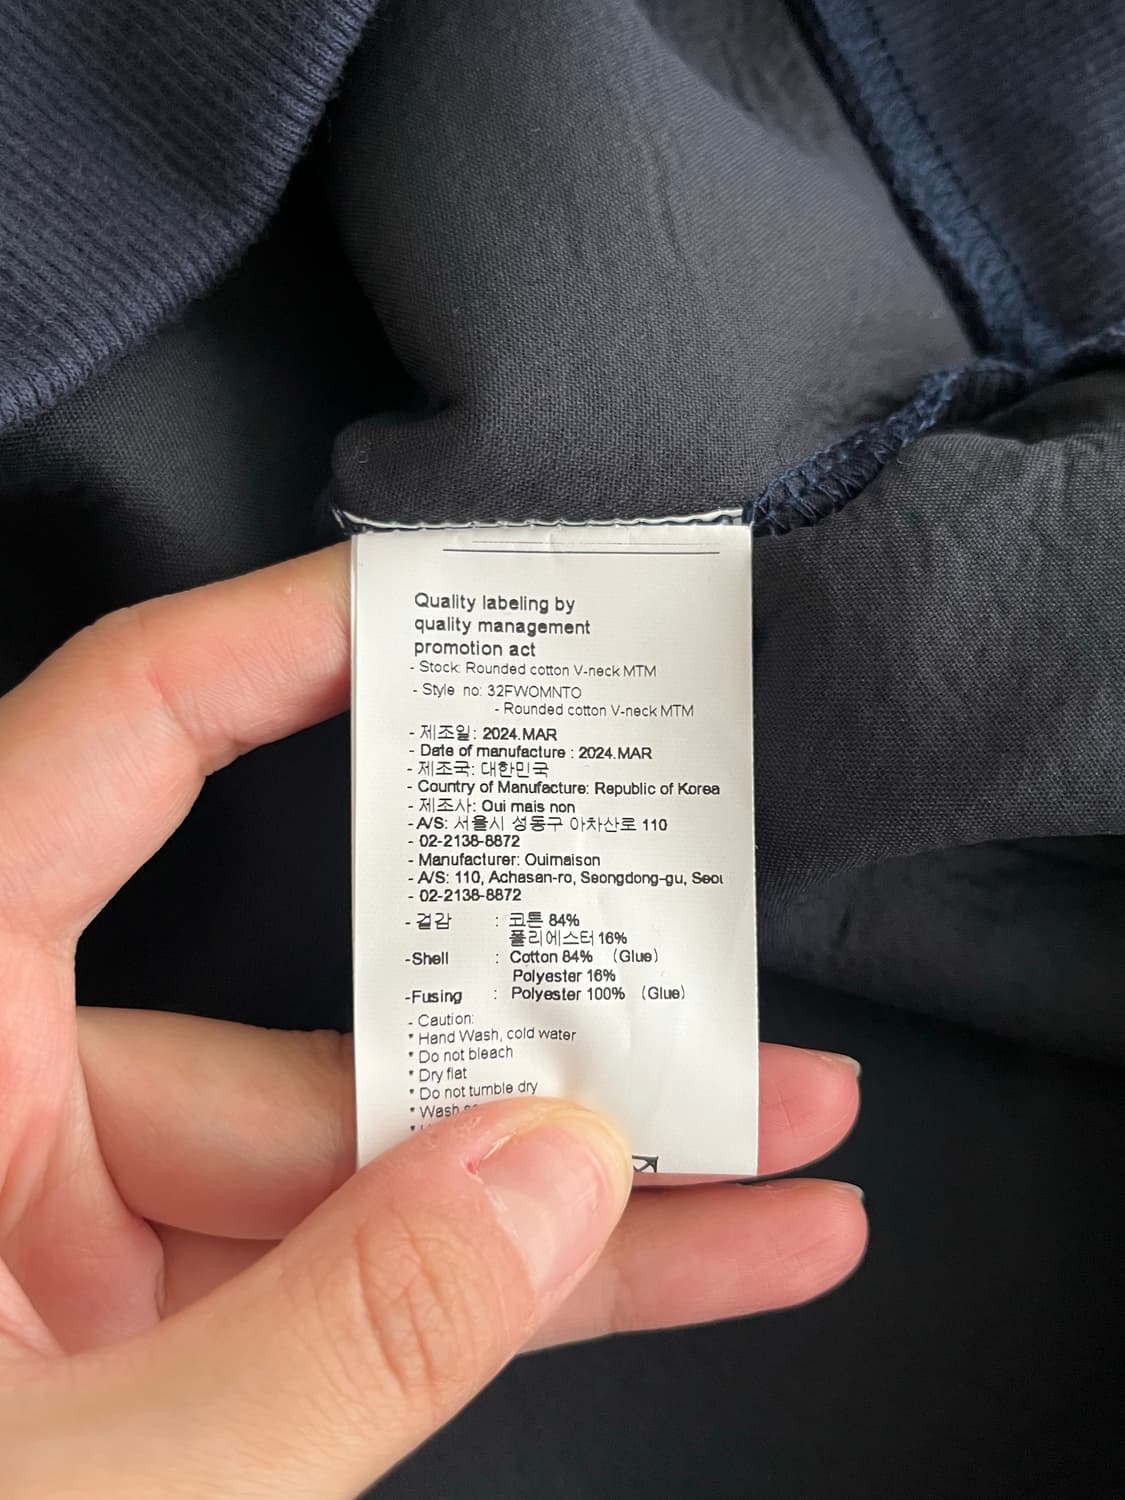 Quality labeling by
quality management
promotion act
- Stock: Rounded cotton V-neck MTM
- Style no: 32FWOMNTO
- Rounded cotton V-neck MTM
- 제조일: 2024.MAR
- Date of manufacture : 2024.MAR
- 제조국: 대한민국
- Country of Manufacture: Republic of Korea
- 제조사: Oui mais non
- A/S: 서울시 성동구 아차산로 110
- 02-2138-8872
- Manufacturer: Ouimaison
- A/S: 110, Achasan-ro, Seongdong-gu,
- 02-2138-8872
- 겉감 : 코튼 84%
폴리에스터 16%
-Shell : Cotton 84% (Glue)
Polyester 16%
-Fusing : Polyester 100% (Glue)
- Caution:
* Hand Wash, cold water
* Do not bleach
* Dry flat
* Do not tumble dry
* Wash